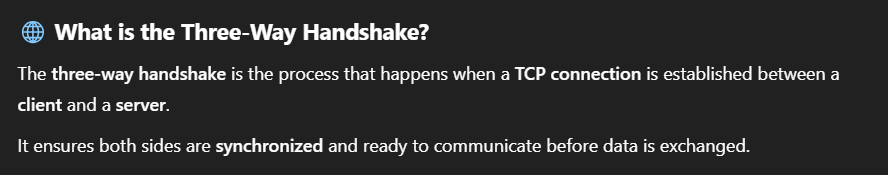 What is the Three-Way Handshake?
The three-way handshake is the process that happens when a TCP connection is established between a
client and a server.
It ensures both sides are synchronized and ready to communicate before data is exchanged.